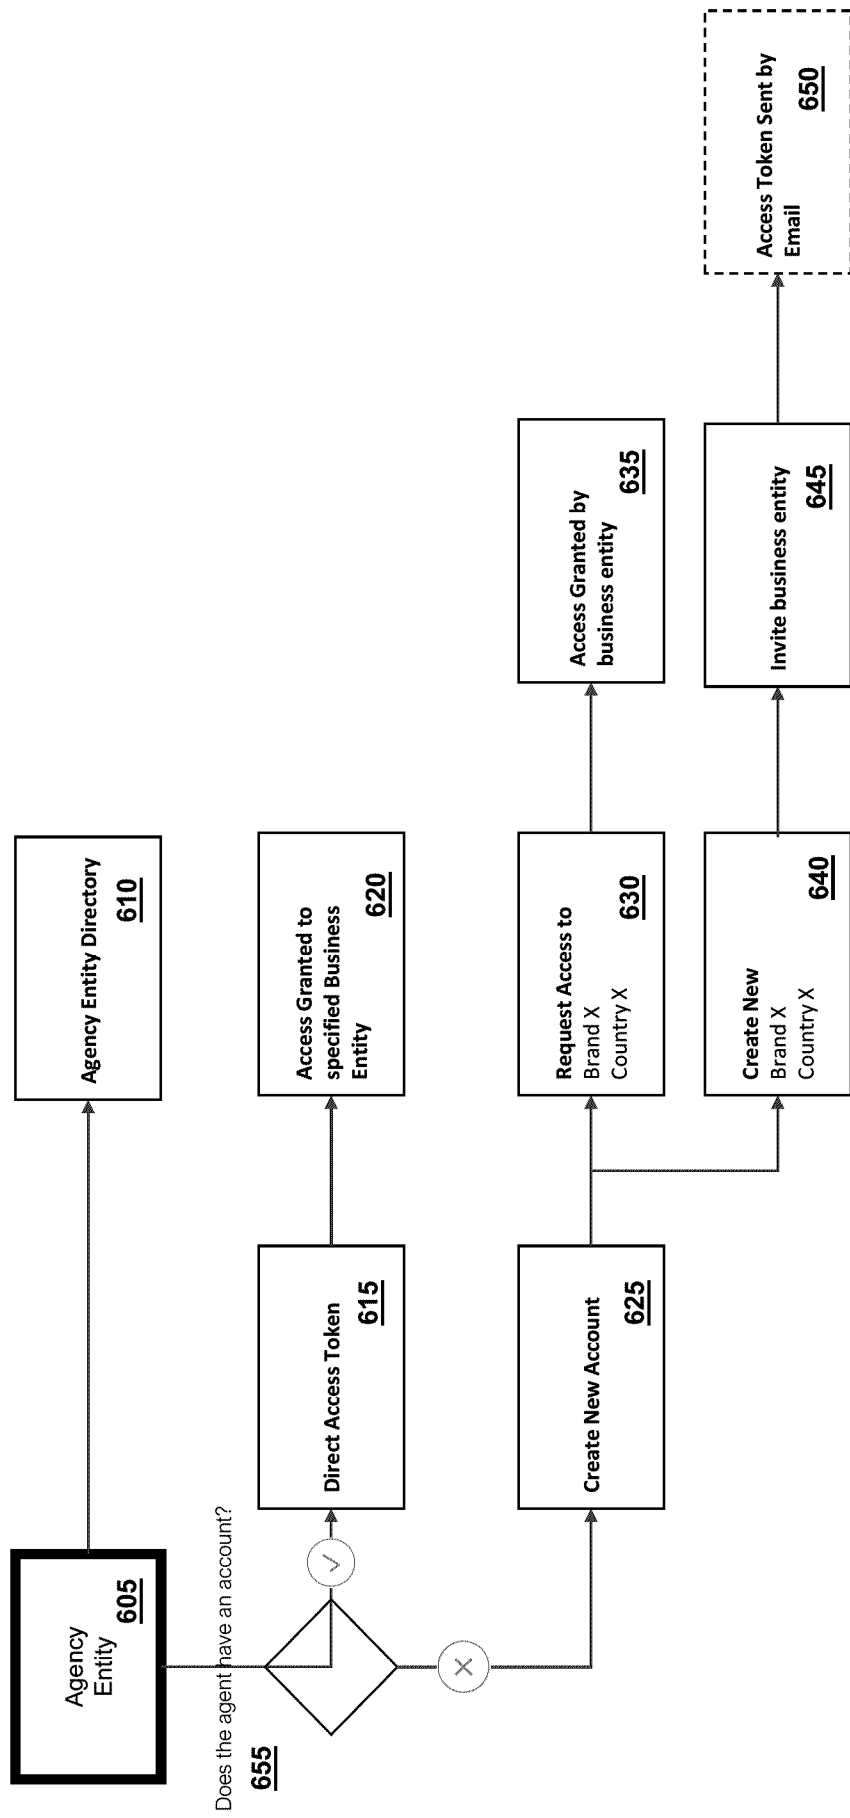 Agency
Entity
605
Agency Entity Directory
610
Does the agent have an account?
655
Direct Access Token
615
Access Granted to
specified Business
Entity
620
Create New Account
625
Request Access to
Brand X
Country X
630
Access Granted by
business entity
635
Create New
Brand X
Country X
640
Invite business entity
645
Access Token Sent by
Email
650